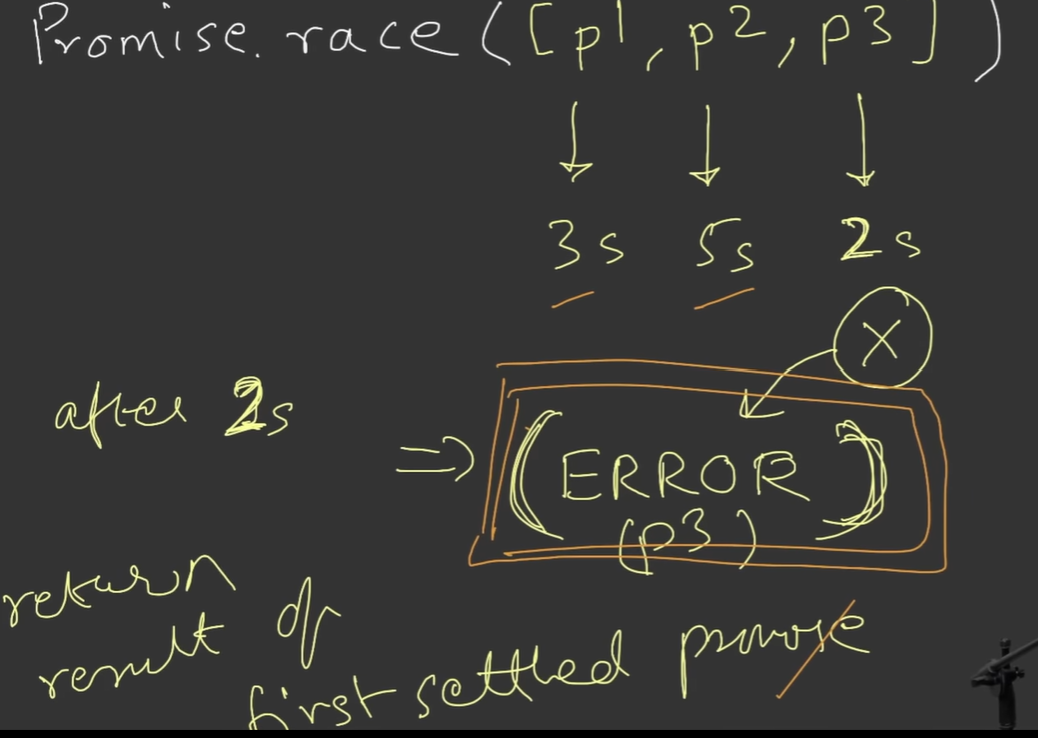 Promise.race([p1, p2, p3])
3s 5s 2s
X
after 2s
⇒ (ERROR)
(p3)
return
result of
first settled promise